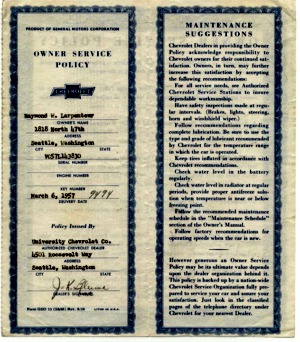 PRODUCT OF GENERAL MOTORS CORPORATION
OWNER SERVICE
POLICY
CHEVROLET
Raymond W. Larpenteur
OWNER'S NAME
1818 North 47th
ADDRESS
Seattle, Washington
CITY STATE
SERIAL NUMBER
ENGINE NUMBER
KEY NUMBER
March 6, 1957 9494
DELIVERY DATE
Policy Issued By
University Chevrolet Co.
AUTHORIZED CHEVROLET DEALER
4501 Roosevelt Way
ADDRESS
Seattle, Washington
CITY STATE
DEALER'S SIGNATURE
LITHO IN U.S.A.
MAINTENANCE
SUGGESTIONS
Chevrolet Dealers in providing the Owner
Policy acknowledge responsibility to
Chevrolet owners for their continued sat-
isfaction. Owners, in turn, may further
increase this satisfaction by accepting
the following recommendations:
For all service needs, see Authorized
Chevrolet Service Stations to insure
dependable workmanship.
Have safety inspections made at regu-
lar intervals. (Brakes, lights, steering,
horn and windshield wiper.)
Follow recommendations regarding
complete lubrication. Be sure to use the
exact grade of lubricant recommended
by Chevrolet for the temperature range
in which the car is operated.
Keep tires inflated in accordance with
Chevrolet recommendations.
Check water level in the battery
regularly.
Check water level in radiator at regular
periods, provide proper antifreeze solu-
tion when temperature is near or below
freezing point.
Follow the recommended maintenance
schedule in the "Maintenance Schedule"
section of the Owner's Manual.
Follow factory recommendations for
operating speeds when the car is new.
However generous an Owner Service
Policy may be its ultimate value depends
upon the dealer organization behind it.
This policy is backed up by a nation-wide
Chevrolet Service Organization fully pre-
pared to service your car and assure your
satisfaction. Just look in the classified
pages of the telephone directory under
Chevrolet for your nearest Dealer.